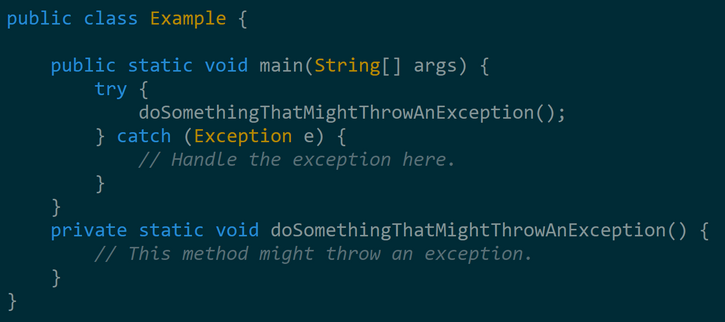 public class Example {
    public static void main(String[] args) {
        try {
            doSomethingThatMightThrowAnException();
        } catch (Exception e) {
            // Handle the exception here.
        }
    }
    private static void doSomethingThatMightThrowAnException() {
        // This method might throw an exception.
    }
}